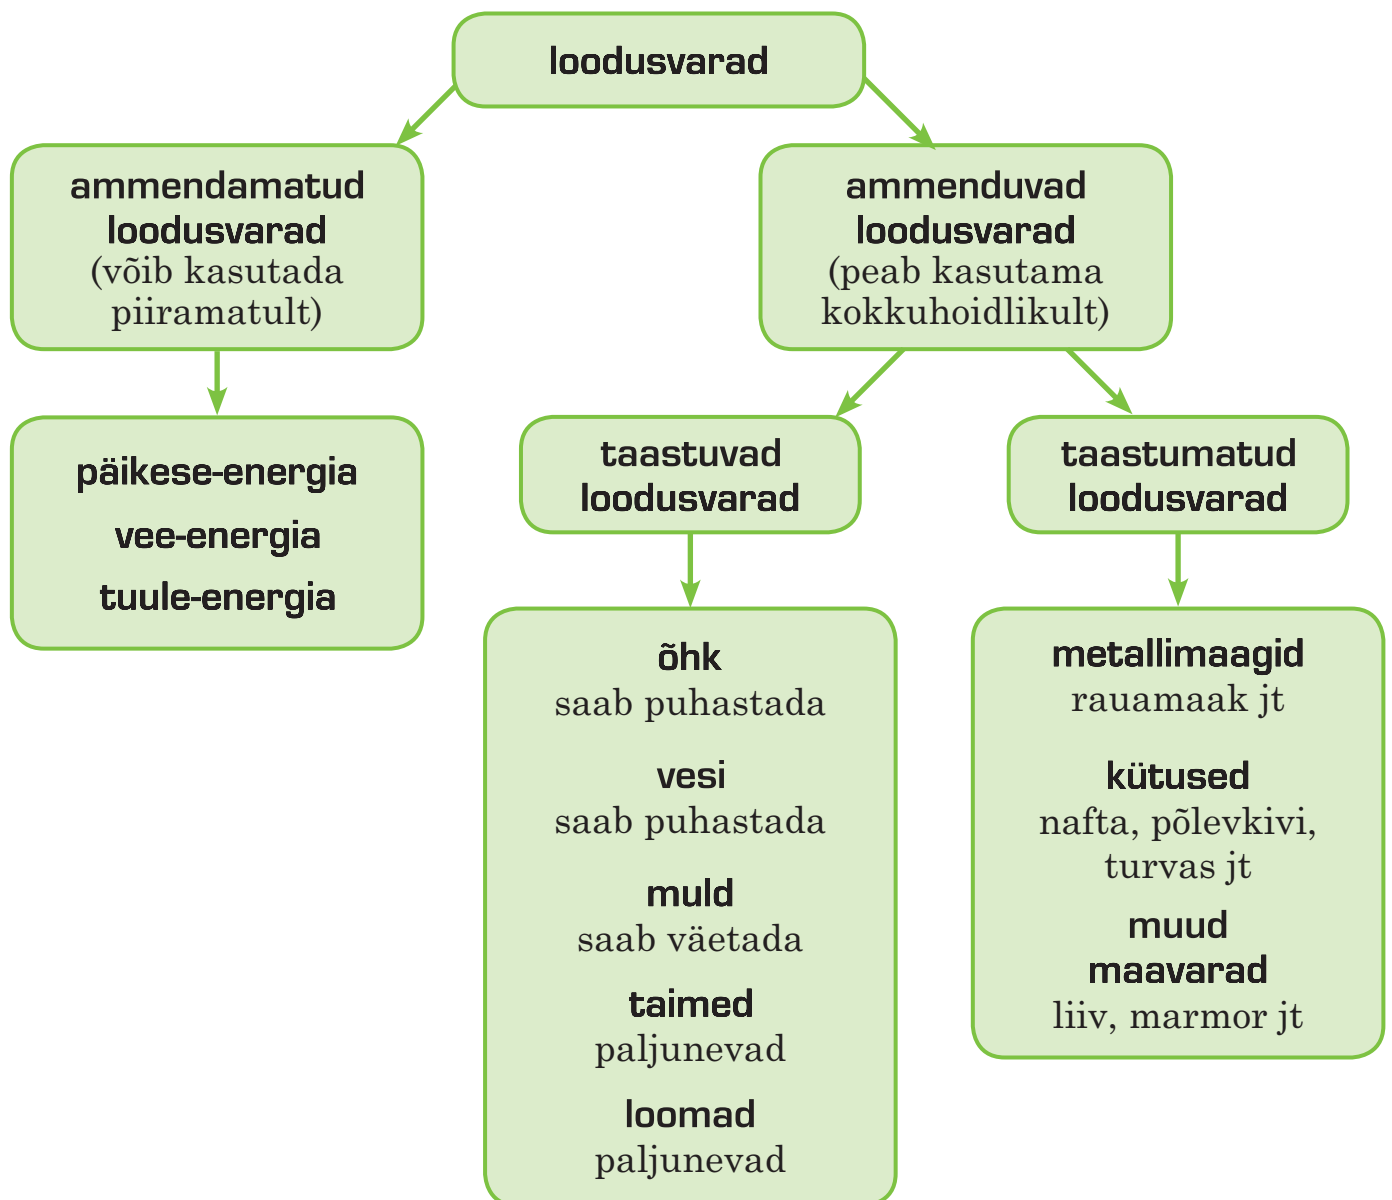 loodusvarad
ammendamatud
loodusvarad
(võib kasutada
piiramatult)
ammenduvad
loodusvarad
(peab kasutama
kokkuhoidlikult)
päikese-energia
vee-energia
tuule-energia
taastuvad
loodusvarad
taastumatud
loodusvarad
õhk
saab puhastada
vesi
saab puhastada
muld
saab väetada
taimed
paljunevad
loomad
paljunevad
metallimaagid
rauamaak jt
kütused
nafta, põlevkivi,
turvas jt
muud
maavarad
liiv, marmor jt